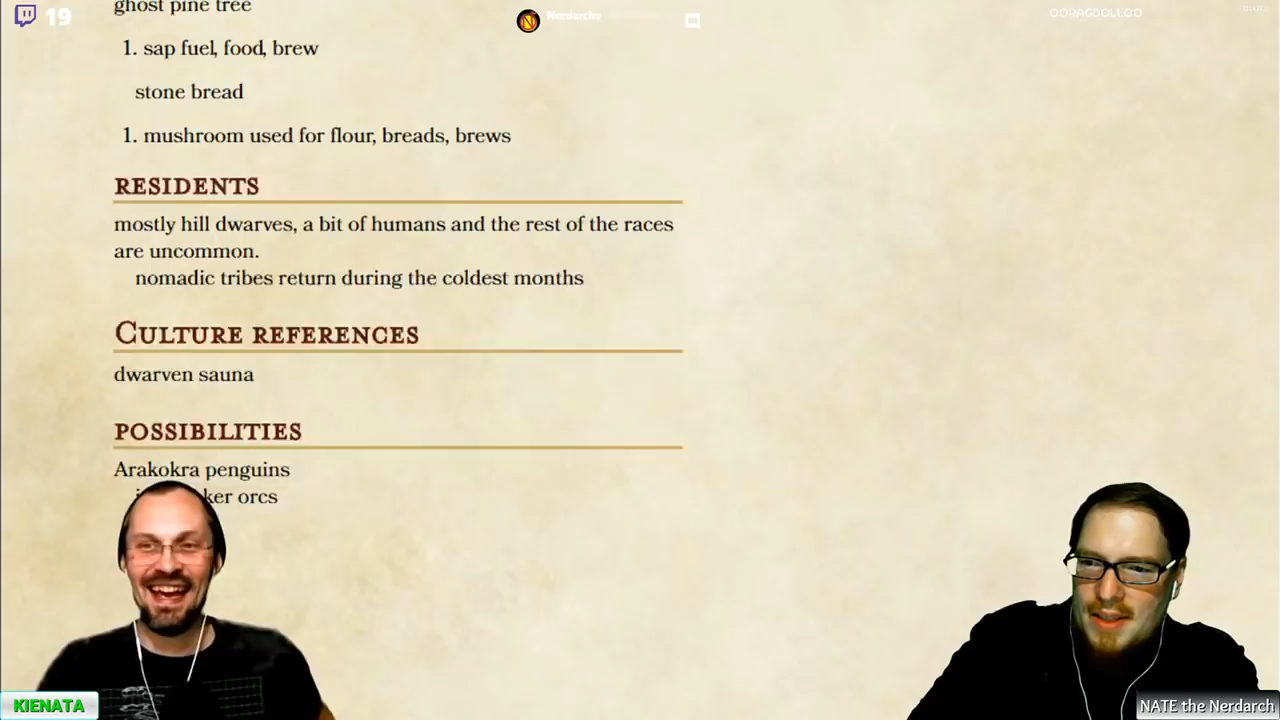 19
Nerdarchy
OORAGDOLLOO
ghost pine tree
1. sap fuel, food, brew
stone bread
1. mushroom used for flour, breads, brews
RESIDENTS
mostly hill dwarves, a bit of humans and the rest of the races
are uncommon.
nomadic tribes return during the coldest months
CULTURE REFERENCES
dwarven sauna
POSSIBILITIES
Arakokra penguins
orcs
KIENATA
NATE the Nerdarch